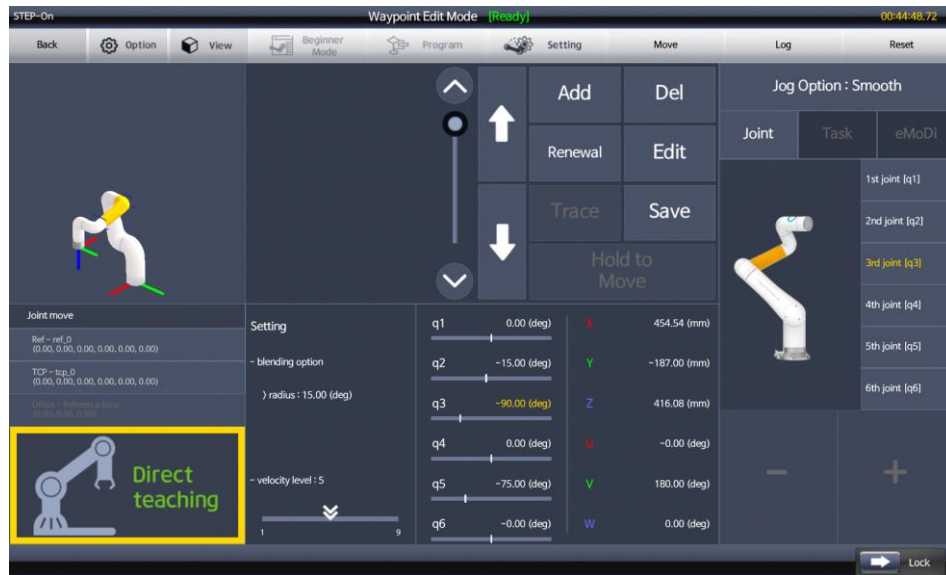 STEP-On
Waypoint Edit Mode [Ready]
00:44:48.72
Back
Option
View
Beginner
Mode
Program
Setting
Move
Log
Reset
Add
Del
Renewal
Edit
Trace
Save
Hold to
Move
Jog Option : Smooth
Joint
Task
eMoDi
1st joint [q1]
2nd joint [q2]
3rd joint [q3]
4th joint [q4]
5th joint [q5]
6th joint [q6]
Joint move
Ref - ref_0
(0.00, 0.00, 0.00, 0.00, 0.00, 0.00)
TCP - tcp_0
(0.00, 0.00, 0.00, 0.00, 0.00, 0.00)
Direct
teaching
Setting
- blending option
〉radius : 15.00 (deg)
- velocity level : 5
1
9
q1 0.00 (deg) X 454.54 (mm)
q2 -15.00 (deg) Y -187.00 (mm)
q3 -90.00 (deg) Z 416.08 (mm)
q4 0.00 (deg) U -0.00 (deg)
q5 -75.00 (deg) V 180.00 (deg)
q6 -0.00 (deg) W 0.00 (deg)
Lock